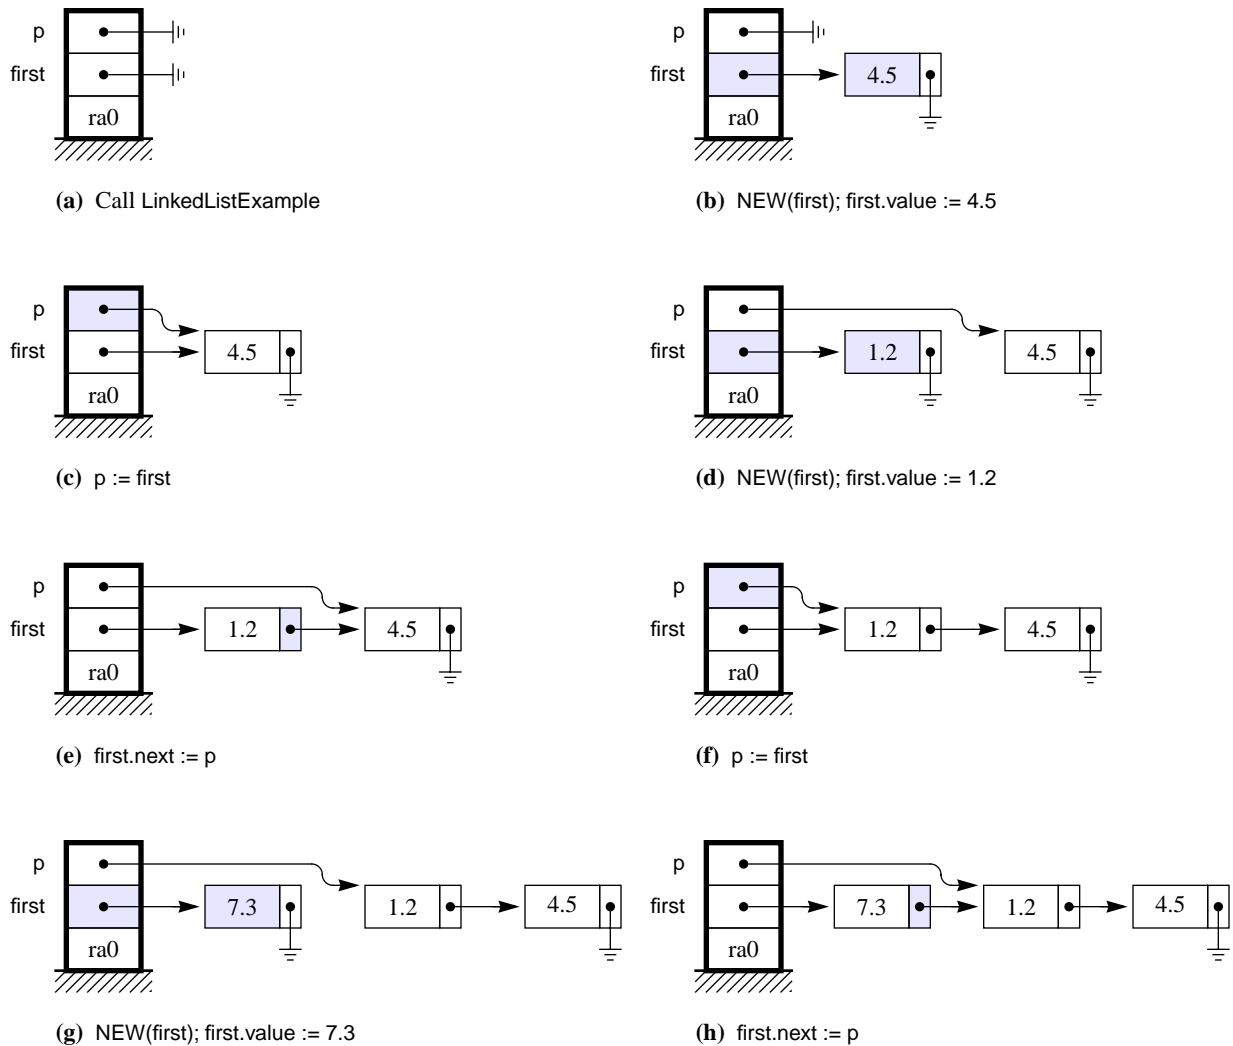 p
first
ra0
(a) Call LinkedListExample
p
first
4.5
ra0
(b) NEW(first); first.value := 4.5
p
first
4.5
ra0
(c) p := first
p
first
1.2
4.5
ra0
(d) NEW(first); first.value := 1.2
p
first
1.2
4.5
ra0
(e) first.next := p
p
first
1.2
4.5
ra0
(f) p := first
p
first
7.3
1.2
4.5
ra0
(g) NEW(first); first.value := 7.3
p
first
7.3
1.2
4.5
ra0
(h) first.next := p